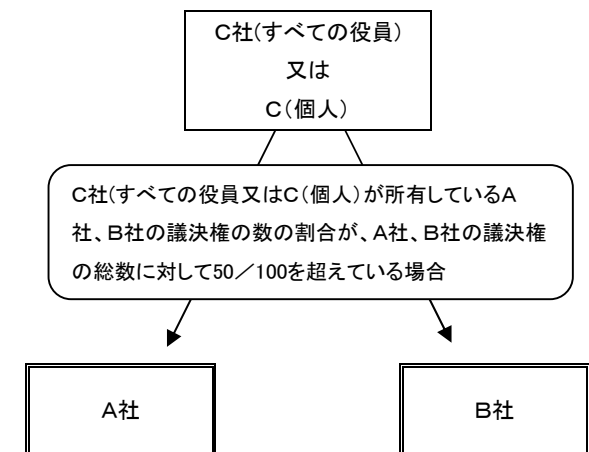 C社(すべての役員)
又は
C(個人)
C社(すべての役員又はC(個人)が所有しているA
社、B社の議決権の数の割合が、A社、B社の議決権
の総数に対して50/100を超えている場合
A社
B社